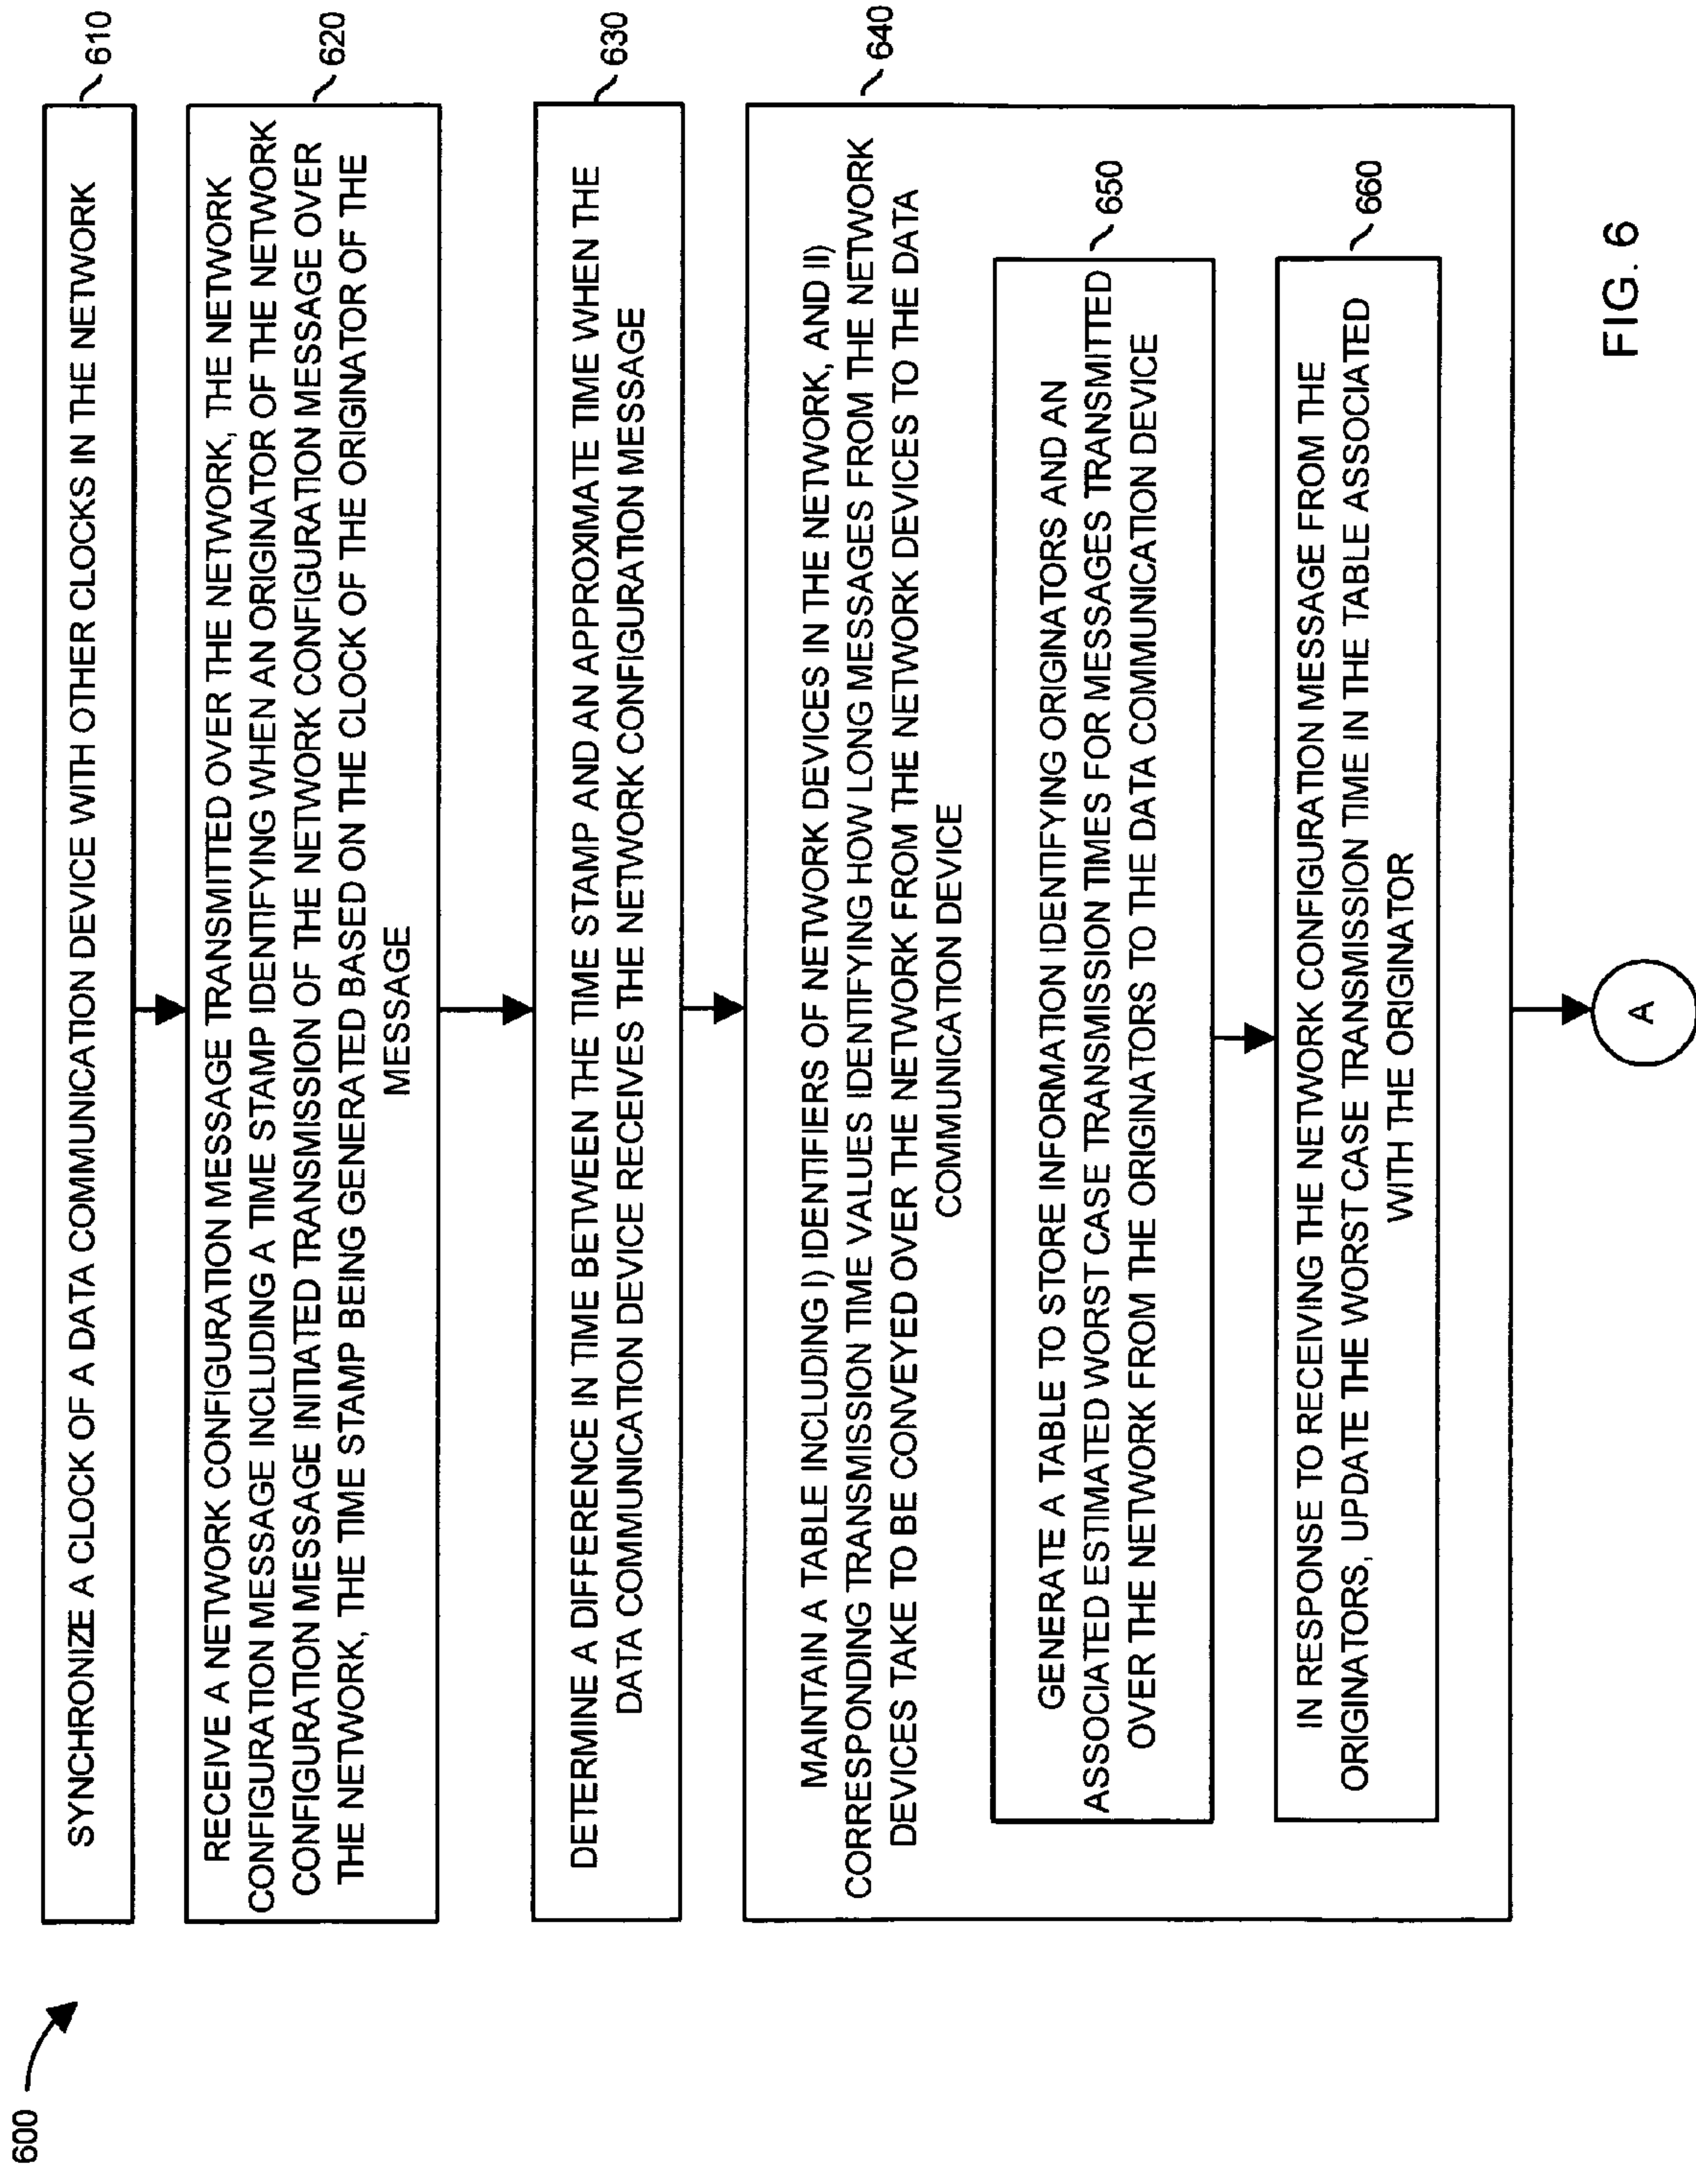 600
SYNCHRONIZE A CLOCK OF A DATA COMMUNICATION DEVICE WITH OTHER CLOCKS IN THE NETWORK
610
RECEIVE A NETWORK CONFIGURATION MESSAGE TRANSMITTED OVER THE NETWORK, THE NETWORK
CONFIGURATION MESSAGE INCLUDING A TIME STAMP IDENTIFYING WHEN AN ORIGINATOR OF THE NETWORK
CONFIGURATION MESSAGE INITIATED TRANSMISSION OF THE NETWORK CONFIGURATION MESSAGE OVER
THE NETWORK, THE TIME STAMP BEING GENERATED BASED ON THE CLOCK OF THE ORIGINATOR OF THE
MESSAGE
620
DETERMINE A DIFFERENCE IN TIME BETWEEN THE TIME STAMP AND AN APPROXIMATE TIME WHEN THE
DATA COMMUNICATION DEVICE RECEIVES THE NETWORK CONFIGURATION MESSAGE
630
MAINTAIN A TABLE INCLUDING I) IDENTIFIERS OF NETWORK DEVICES IN THE NETWORK, AND II)
CORRESPONDING TRANSMISSION TIME VALUES IDENTIFYING HOW LONG MESSAGES FROM THE NETWORK
DEVICES TAKE TO BE CONVEYED OVER THE NETWORK FROM THE NETWORK DEVICES TO THE DATA
COMMUNICATION DEVICE
640
GENERATE A TABLE TO STORE INFORMATION IDENTIFYING ORIGINATORS AND AN
ASSOCIATED ESTIMATED WORST CASE TRANSMISSION TIMES FOR MESSAGES TRANSMITTED
OVER THE NETWORK FROM THE ORIGINATORS TO THE DATA COMMUNICATION DEVICE
650
IN RESPONSE TO RECEIVING THE NETWORK CONFIGURATION MESSAGE FROM THE
ORIGINATORS, UPDATE THE WORST CASE TRANSMISSION TIME IN THE TABLE ASSOCIATED
WITH THE ORIGINATOR
660
A
FIG. 6